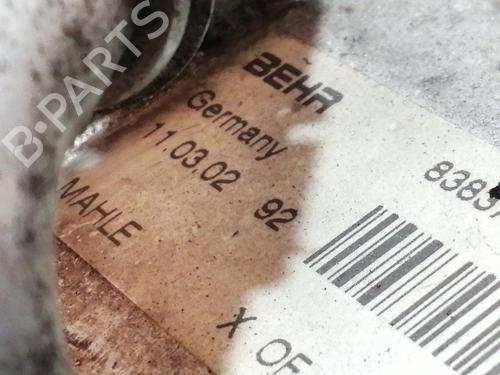 B-PARTS
BEHR
Germany
11.03.02 92
MAHLE
8383
X OF